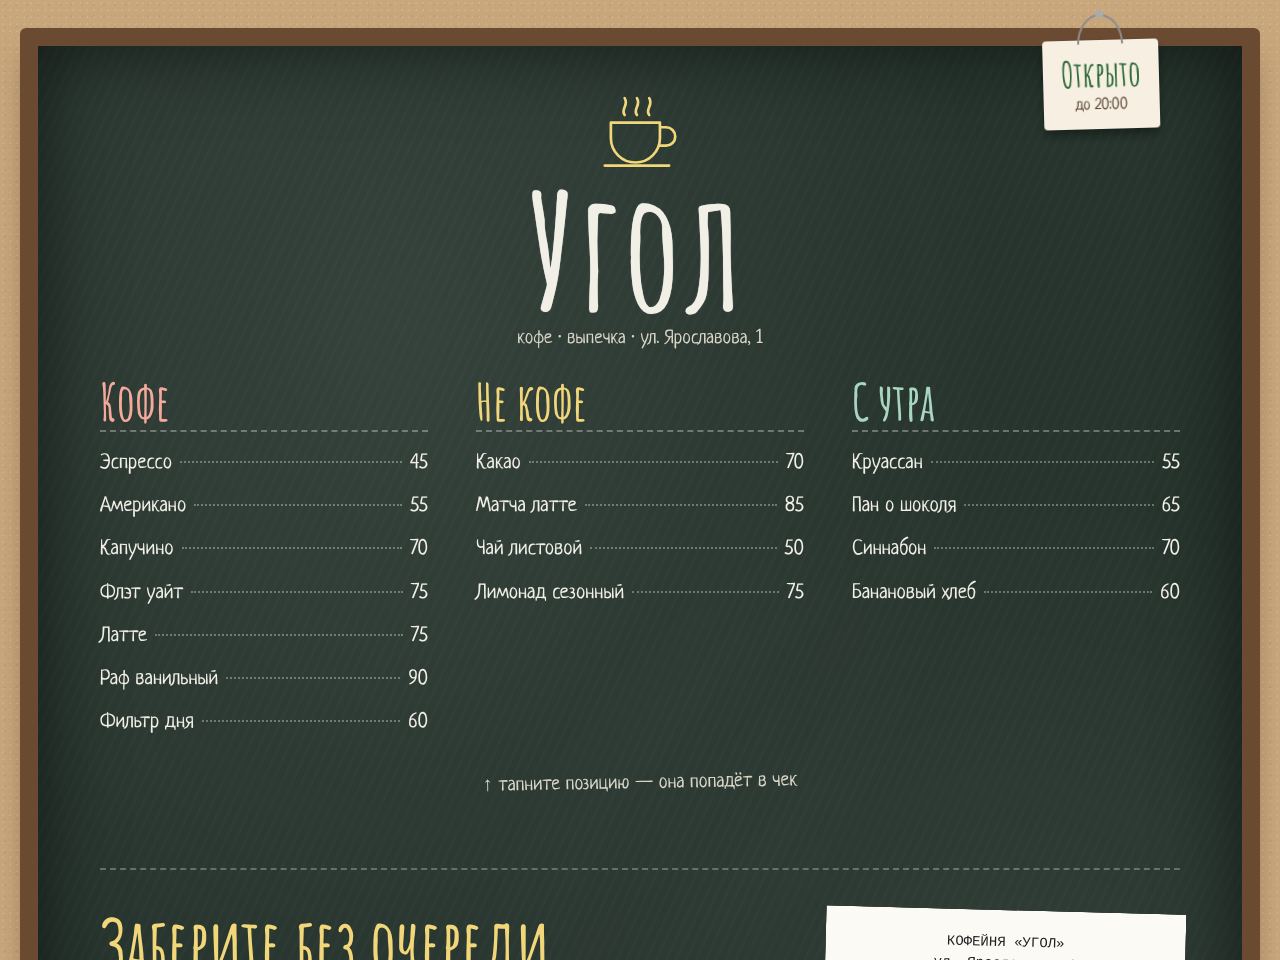 Открыто
до 20:00
Угол
кофе · выпечка · ул. Ярославова, 1
Кофе
Эспрессо 45
Американо 55
Капучино 70
Флэт уайт 75
Латте 75
Раф ванильный 90
Фильтр дня 60
Не кофе
Какао 70
Матча латте 85
Чай листовой 50
Лимонад сезонный 75
С утра
Круассан 55
Пан о шоколя 65
Синнабон 70
Банановый хлеб 60
↑ тапните позицию — она попадёт в чек
Заберите без очереди
КОФЕЙНЯ «УГОЛ»